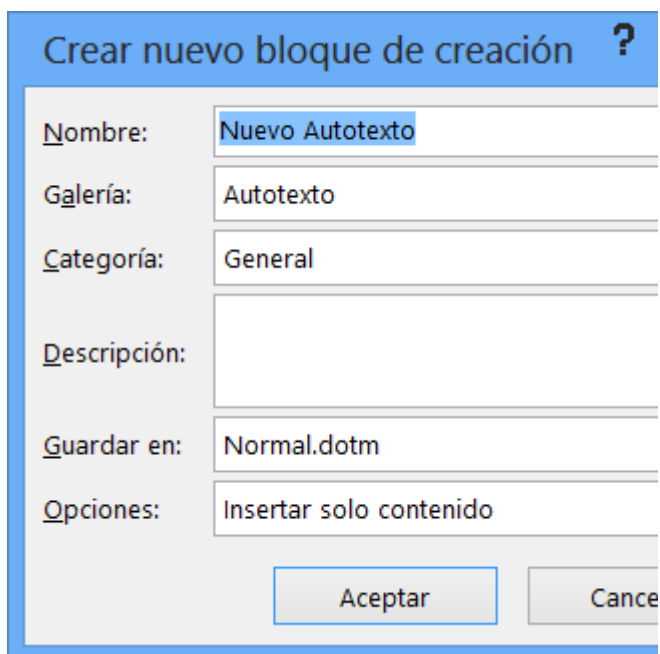 Crear nuevo bloque de creación ?
Nombre: Nuevo Autotexto
Galería: Autotexto
Categoría: General
Descripción:
Guardar en: Normal.dotm
Opciones: Insertar solo contenido
Aceptar Cance